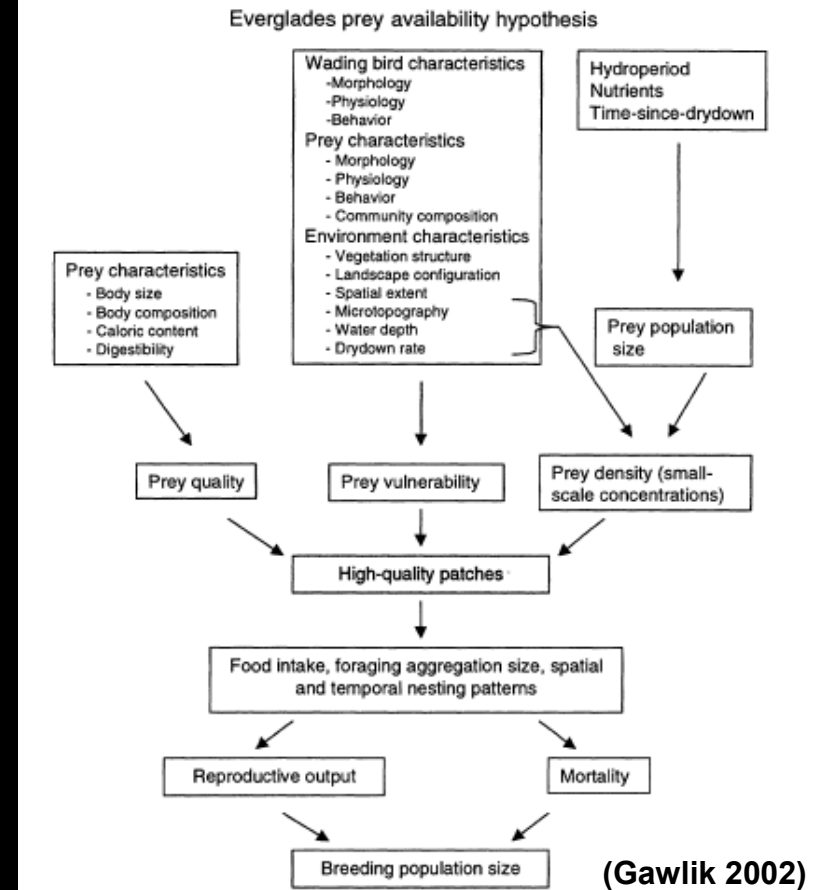 Everglades prey availability hypothesis
Wading bird characteristics
-Morphology
-Physiology
-Behavior
Prey characteristics
- Morphology
- Physiology
- Behavior
- Community composition
Environment characteristics
- Vegetation structure
- Landscape configuration
- Spatial extent
- Microtopography
- Water depth
- Drydown rate
Hydroperiod
Nutrients
Time-since-drydown
Prey characteristics
- Body size
- Body composition
- Caloric content
- Digestibility
Prey population
size
Prey quality
Prey vulnerability
Prey density (small-
scale concentrations)
High-quality patches
Food intake, foraging aggregation size, spatial
and temporal nesting patterns
Reproductive output
Mortality
Breeding population size
(Gawlik 2002)